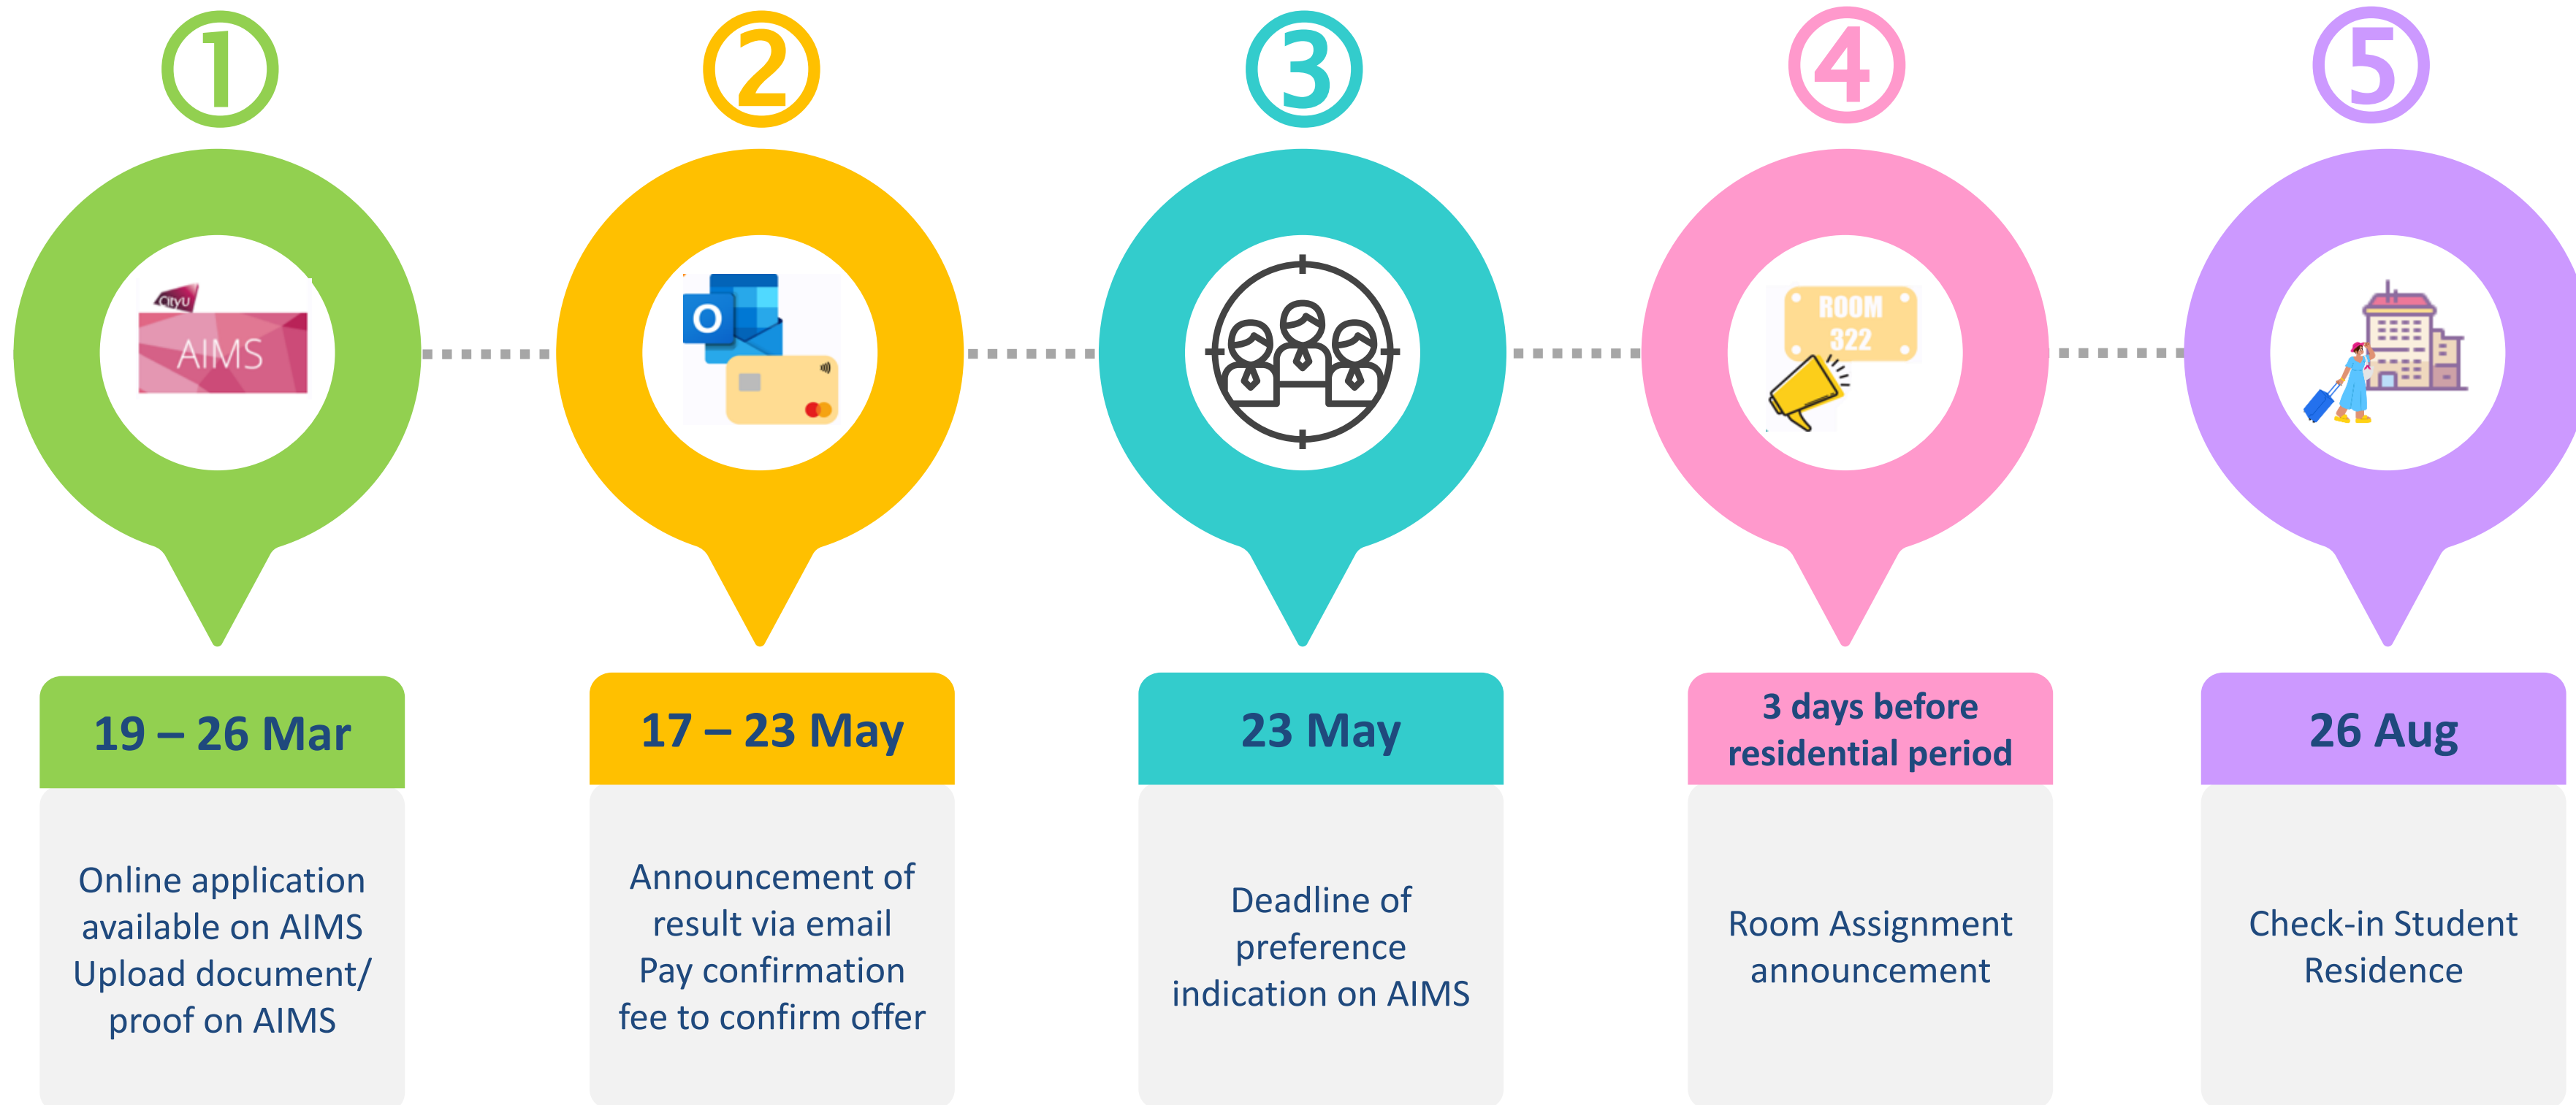 1
2
3
4
5
CityU
AIMS
O
ROOM
322
19 – 26 Mar
Online application
available on AIMS
Upload document/
proof on AIMS
17 – 23 May
Announcement of
result via email
Pay confirmation
fee to confirm offer
23 May
Deadline of
preference
indication on AIMS
3 days before
residential period
Room Assignment
announcement
26 Aug
Check-in Student
Residence